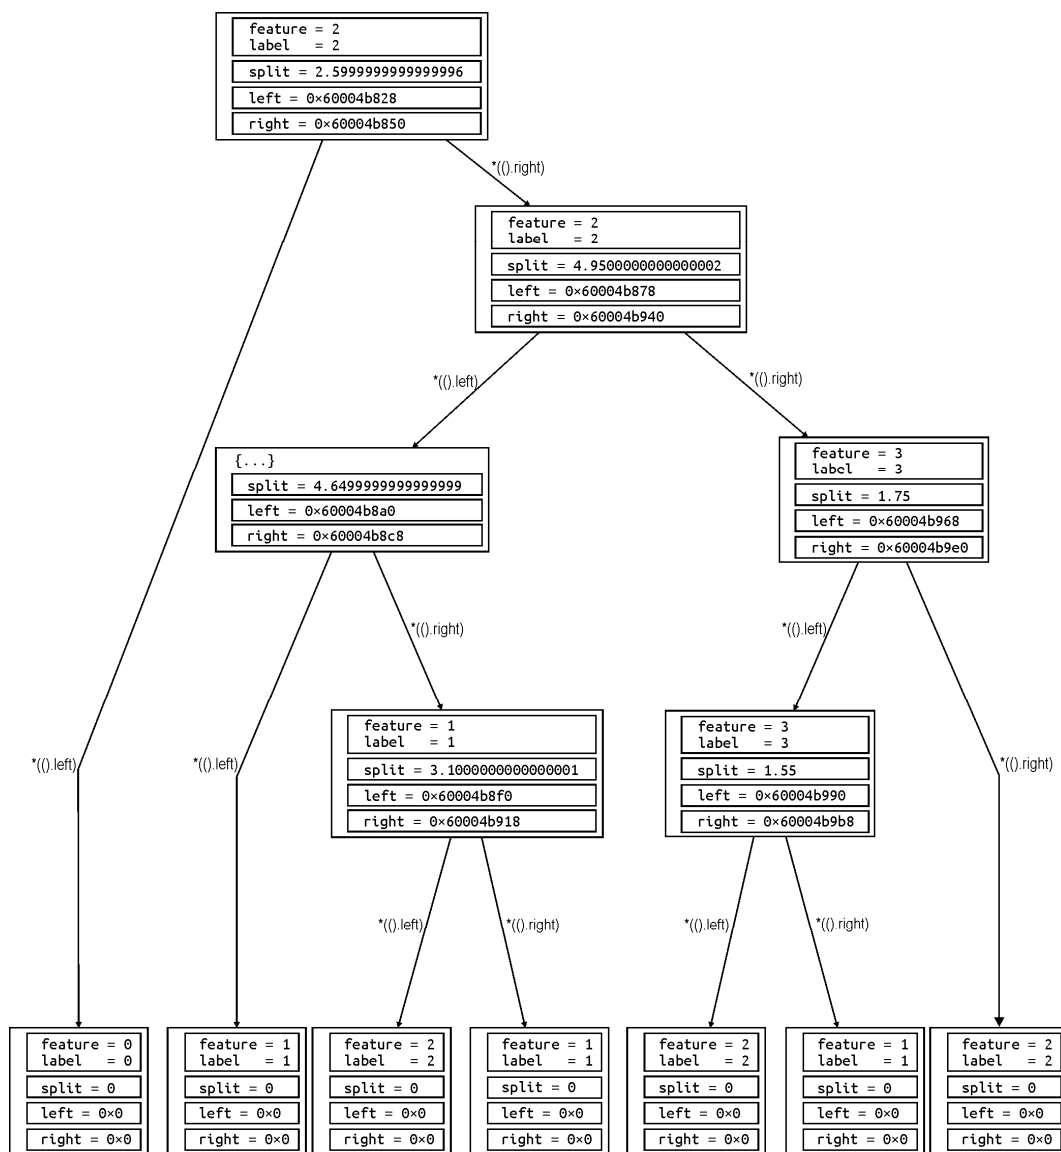 feature = 2
label   = 2
split = 2.5999999999999996
left = 0×60004b828
right = 0×60004b850
*(().right)
feature = 2
label   = 2
split = 4.9500000000000002
left = 0×60004b878
right = 0×60004b940
*(().left)
*(().right)
{...}
split = 4.6499999999999999
left = 0×60004b8a0
right = 0×60004b8c8
feature = 3
label   = 3
split = 1.75
left = 0×60004b968
right = 0×60004b9e0
*(().right)
*(().left)
feature = 1
label   = 1
split = 3.1000000000000001
left = 0×60004b8f0
right = 0×60004b918
feature = 3
label   = 3
split = 1.55
left = 0×60004b990
right = 0×60004b9b8
*(().left)
*(().left)
*(().right)
*(().left)
*(().right)
*(().left)
*(().right)
feature = 0
label   = 0
split = 0
left = 0×0
right = 0×0
feature = 1
label   = 1
split = 0
left = 0×0
right = 0×0
feature = 2
label   = 2
split = 0
left = 0×0
right = 0×0
feature = 1
label   = 1
split = 0
left = 0×0
right = 0×0
feature = 2
label   = 2
split = 0
left = 0×0
right = 0×0
feature = 1
label   = 1
split = 0
left = 0×0
right = 0×0
feature = 2
label   = 2
split = 0
left = 0×0
right = 0×0